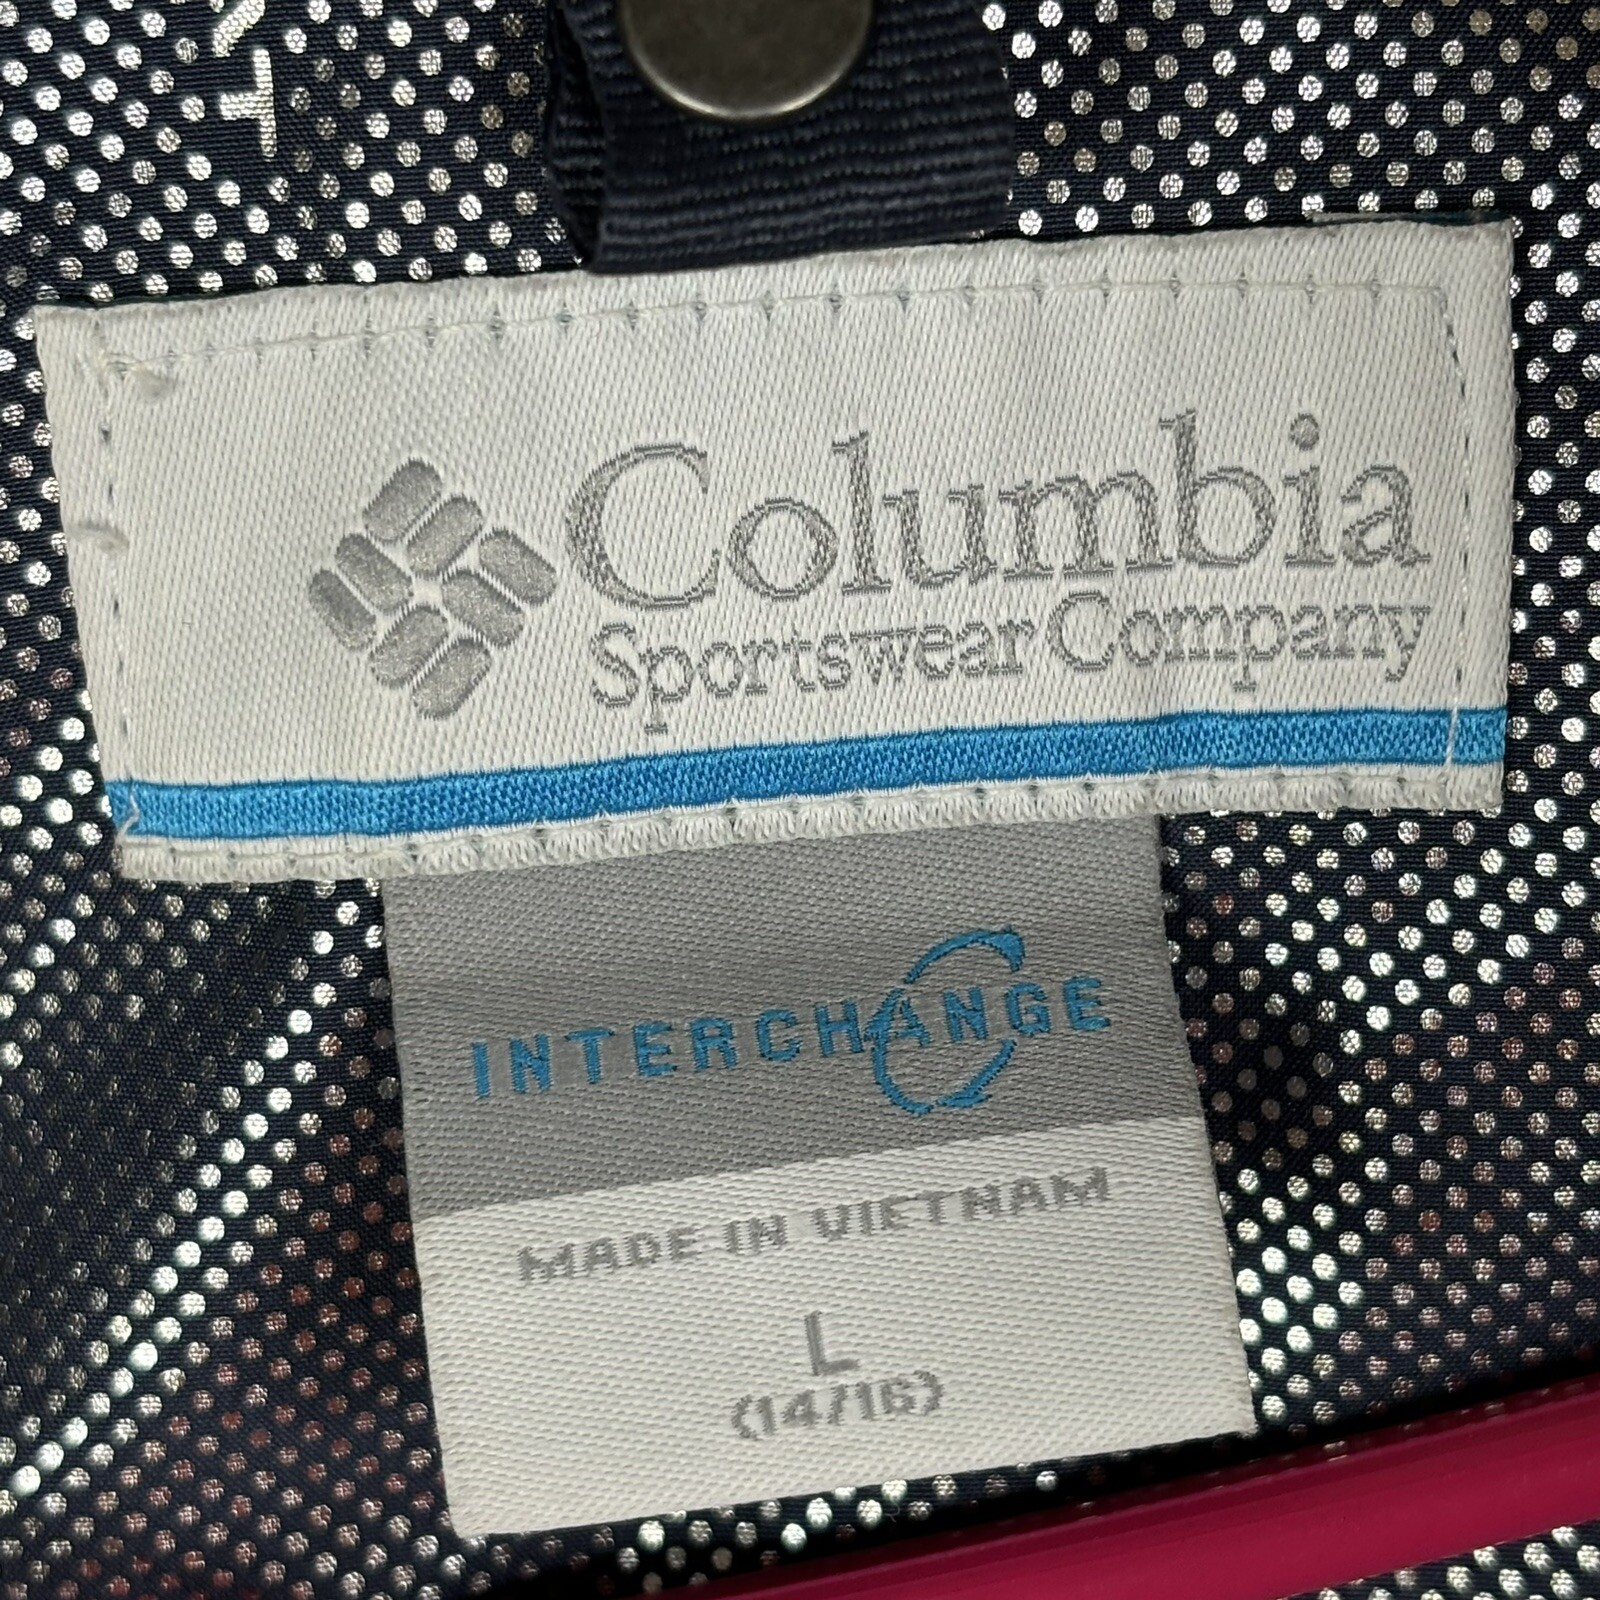 Columbia
Sportswear Company
INTERCHANGE
MADE IN VIETNAM
L
(14/16)